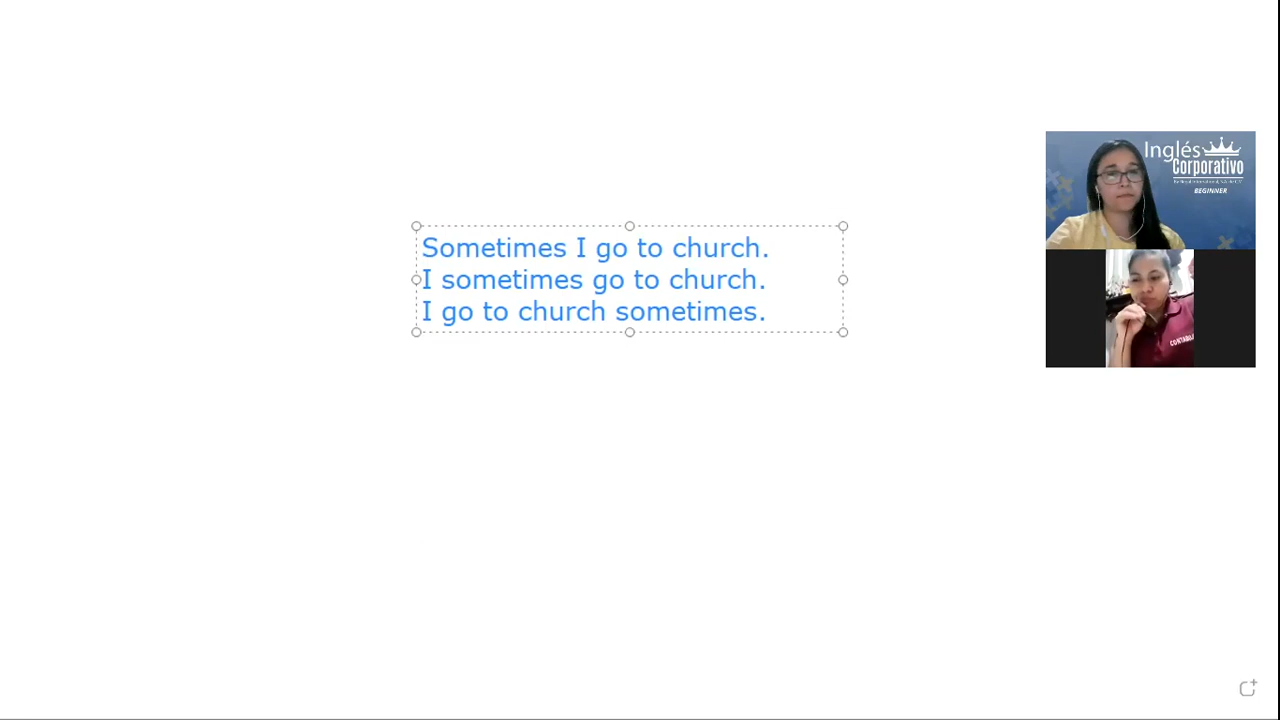 Sometimes I go to church.
I sometimes go to church.
I go to church sometimes.
Inglés
Corporativo
BEGINNER